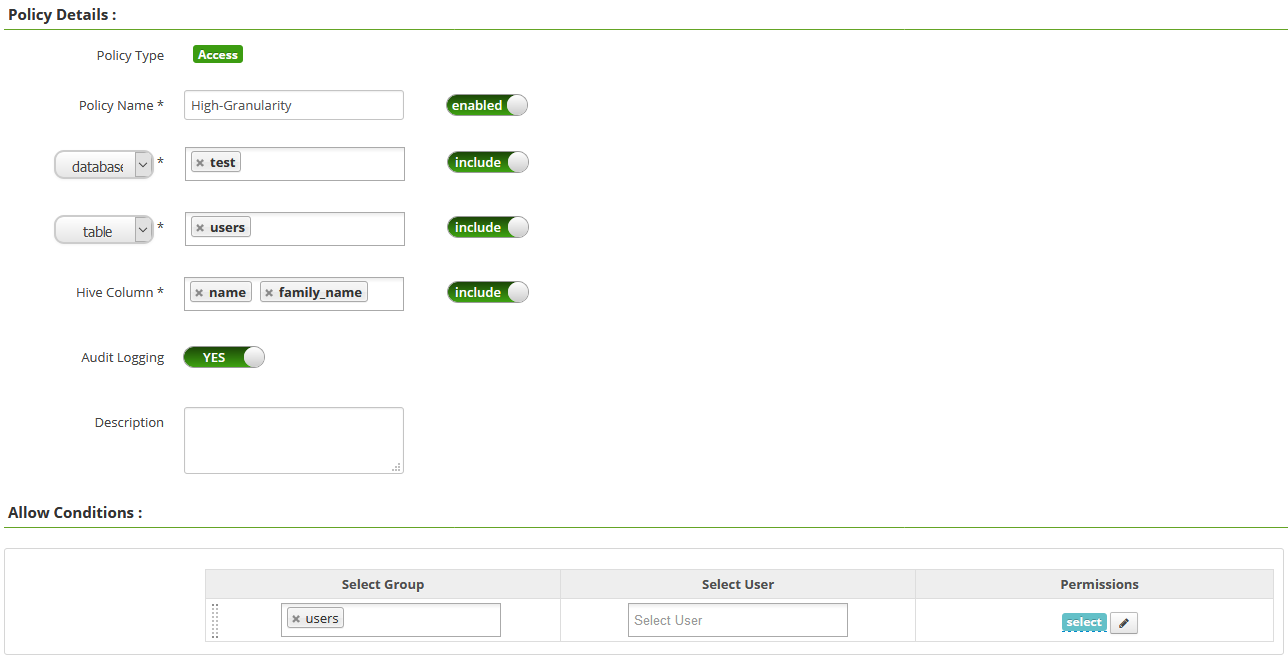 Policy Details :
Policy Type Access
Policy Name * High-Granularity enabled
database * × test include
table * × users include
Hive Column * × name × family_name include
Audit Logging YES
Description
Allow Conditions :
Select Group Select User Permissions
× users Select User select